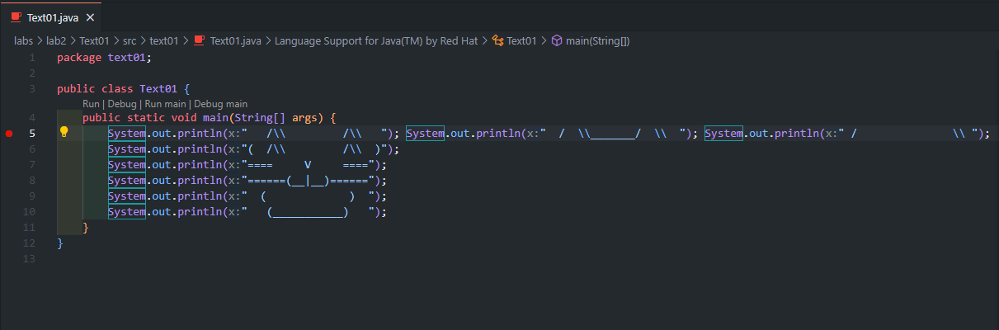 Text01.java ×
labs > lab2 > Text01 > src > text01 > Text01.java > Language Support for Java(TM) by Red Hat > Text01 > main(String[])
1 package text01;
2
3 public class Text01 {
Run | Debug | Run main | Debug main
4     public static void main(String[] args) {
5         System.out.println(x:"   /\\         /\\   "); System.out.println(x:"  /  \\_______/  \\  "); System.out.println(x:" /               \\ ");
6         System.out.println(x:"(  /\\         /\\  )");
7         System.out.println(x:"====     V     ====");
8         System.out.println(x:"======(__|__)======");
9         System.out.println(x:"  (             )  ");
10         System.out.println(x:"   (___________)   ");
11     }
12 }
13